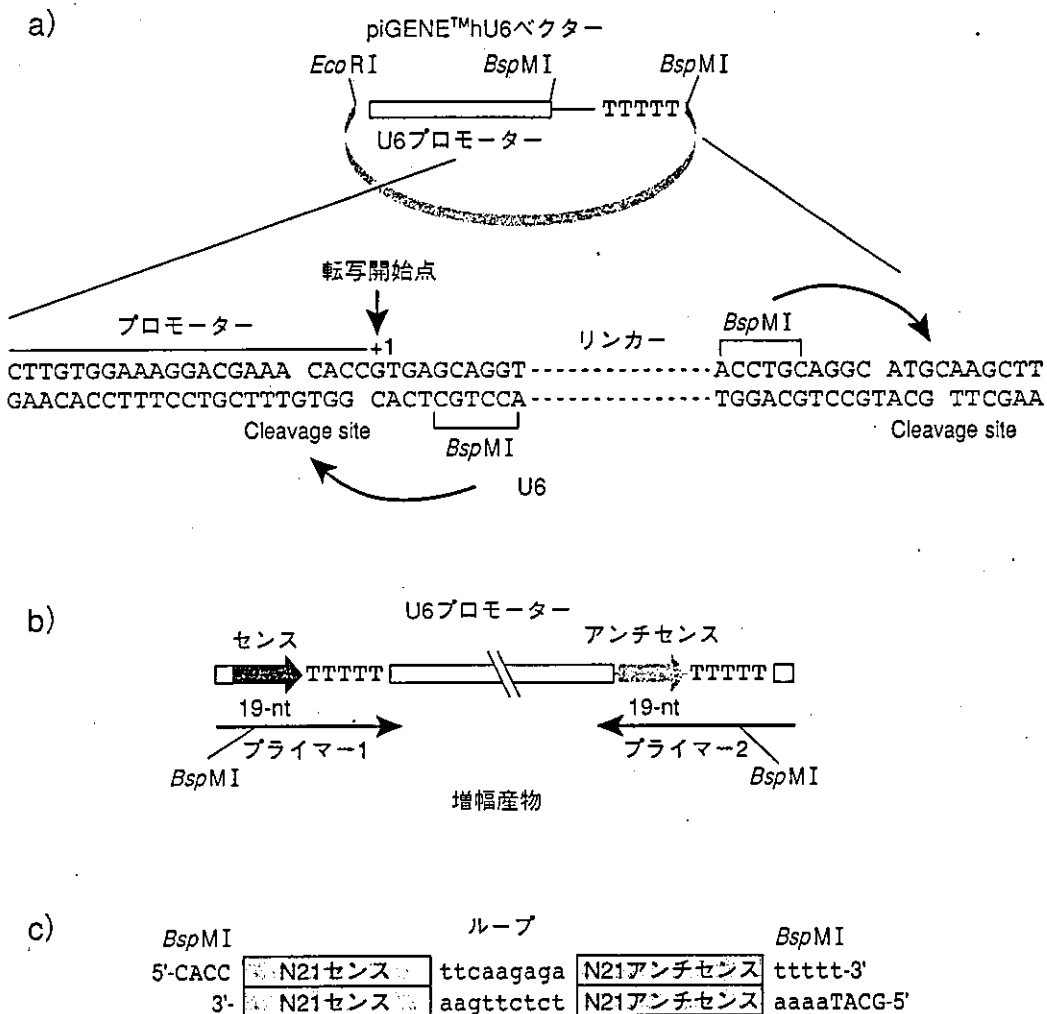 a)
piGENE™hU6ベクター
EcoRI BspMI BspMI
TTTTT
U6プロモーター
転写開始点
プロモーター +1 リンカー BspMI
CTTGTGGAAAGGACGAAA CACCGTGAGCAGGT------------------ACCTGCAGGC ATGCAAGCTT
GAACACCTTTCCTGCTTTGTGG CACTCGTCCA------------------TGGACGTCCGTACG TTCGAA
Cleavage site BspMI Cleavage site
U6
b)
U6プロモーター
センス アンチセンス
TTTTT TTTTT
19-nt 19-nt
プライマー1 プライマー2
BspMI BspMI
増幅産物
c)
BspMI ループ BspMI
5'-CACC N21センス ttcaagaga N21アンチセンス ttttt-3'
3'- N21センス aagttctct N21アンチセンス aaaaTACG-5'